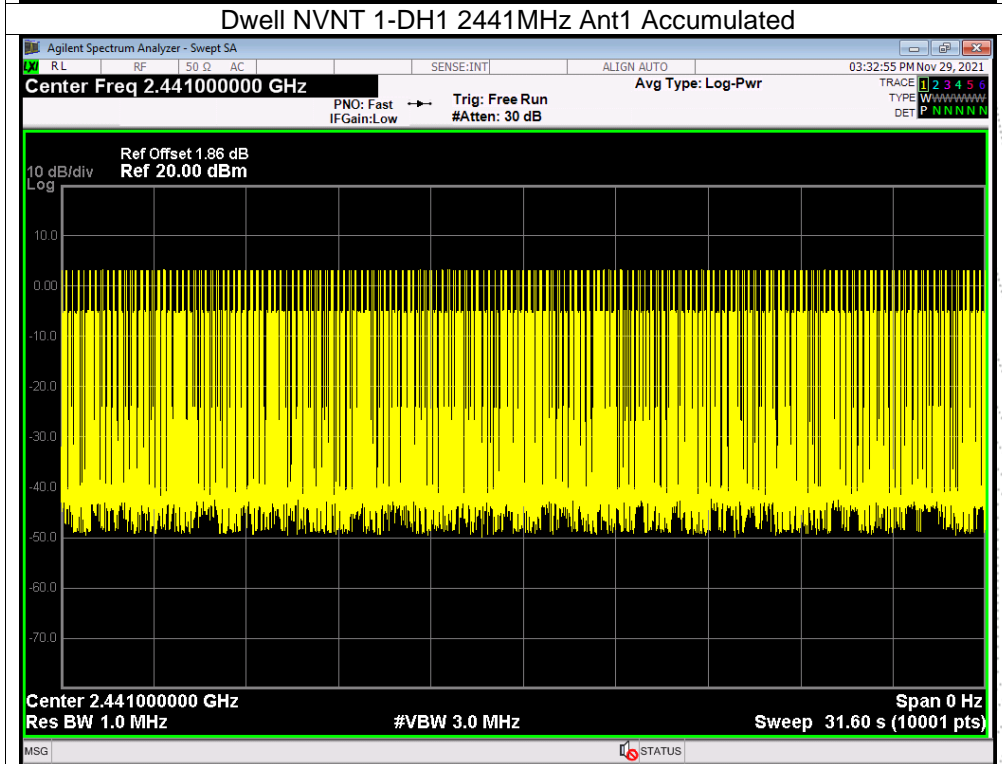 Dwell NVNT 1-DH1 2441MHz Ant1 Accumulated
Agilent Spectrum Analyzer - Swept SA
LXI RL RF 50 Ω AC SENSE:INT ALIGN AUTO 03:32:55 PM Nov 29, 2021
Center Freq 2.441000000 GHz Avg Type: Log-Pwr TRACE 1 2 3 4 5 6
PNO: Fast Trig: Free Run TYPE WWWWWW
IFGain:Low #Atten: 30 dB DET P N N N N N
Ref Offset 1.86 dB
10 dB/div Ref 20.00 dBm
Log
10.0
0.00
-10.0
-20.0
-30.0
-40.0
-50.0
-60.0
-70.0
Center 2.441000000 GHz Span 0 Hz
Res BW 1.0 MHz #VBW 3.0 MHz Sweep 31.60 s (10001 pts)
MSG STATUS